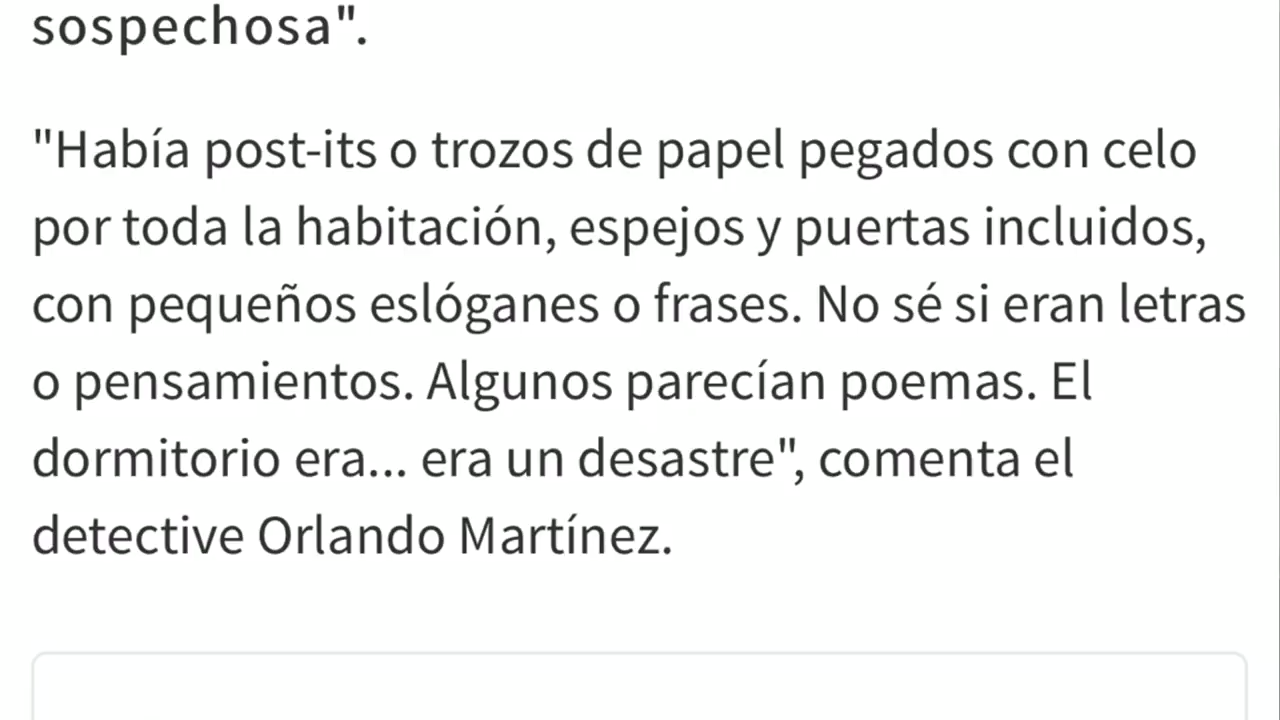 sospechosa".
"Había post-its o trozos de papel pegados con celo
por toda la habitación, espejos y puertas incluidos,
con pequeños eslóganes o frases. No sé si eran letras
o pensamientos. Algunos parecían poemas. El
dormitorio era... era un desastre", comenta el
detective Orlando Martínez.